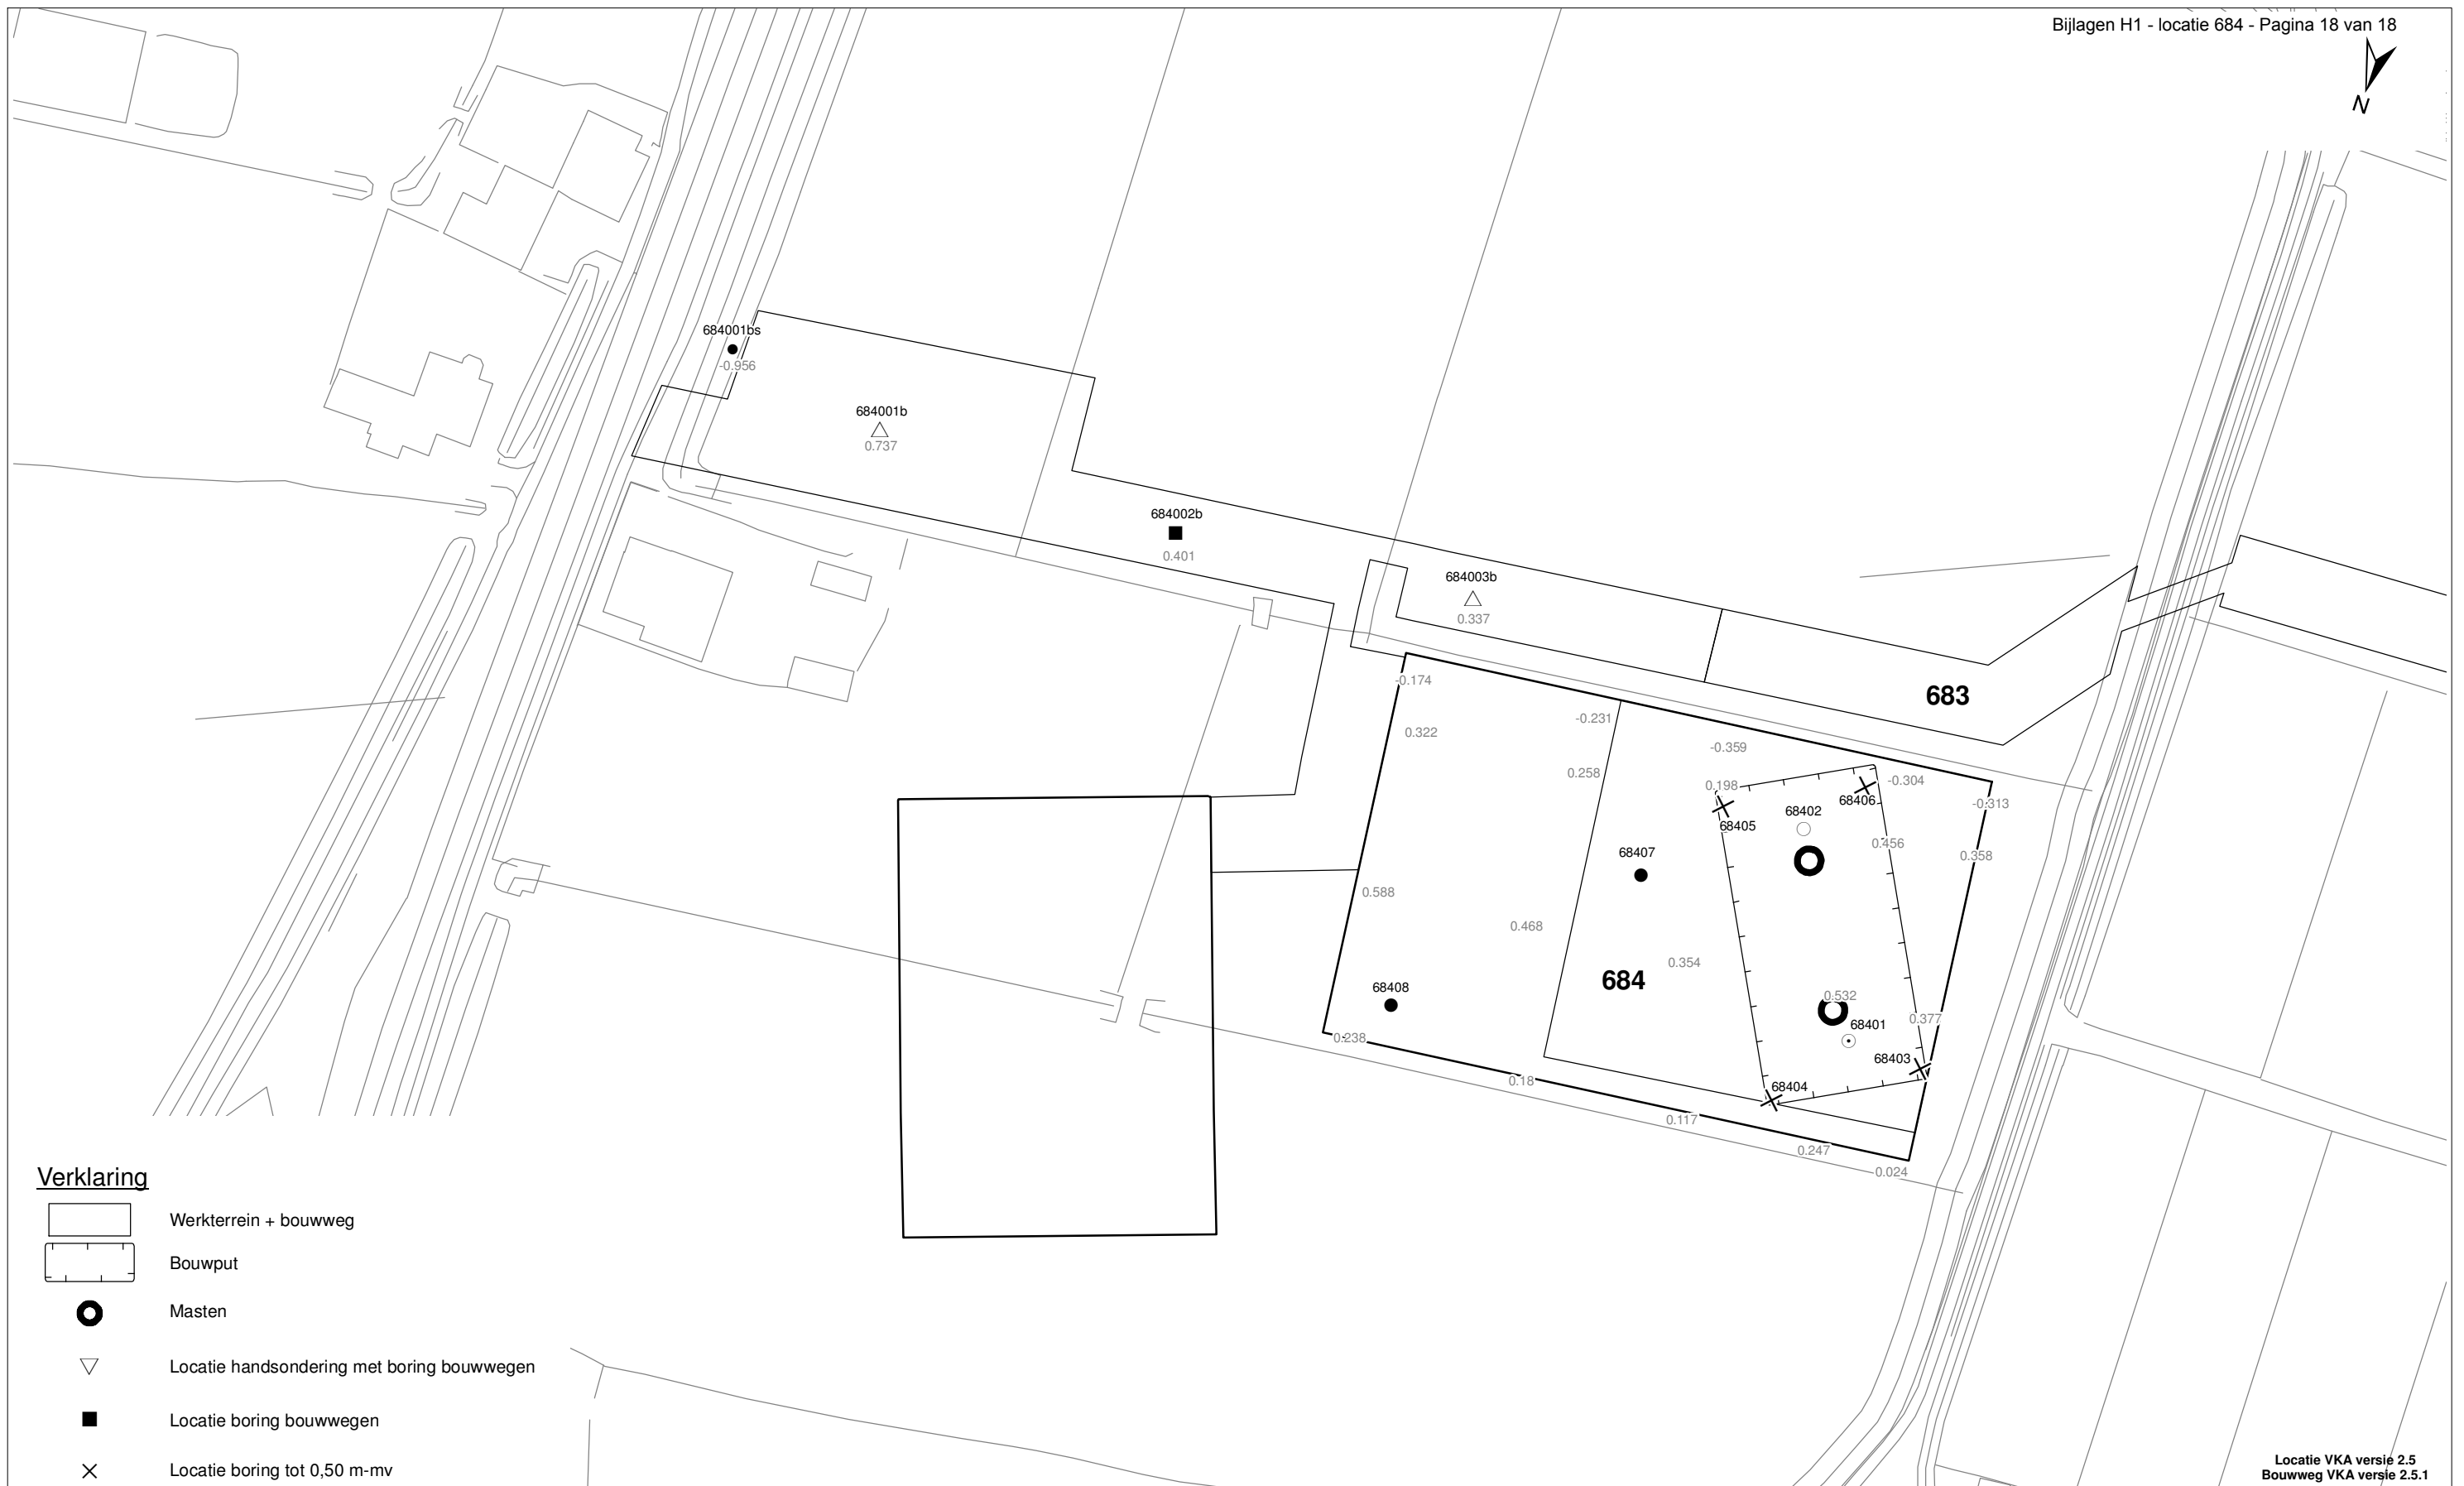 Bijlagen H1 - locatie 684 - Pagina 18 van 18
N
684001bs
-0.956
684001b
0.737
684002b
0.401
684003b
0.337
683
-0.174
0.322
-0.231
-0.359
0.258
0.198
-0.304
-0.313
68406
68402
68405
0.456
0.358
68407
0.588
0.468
0.354
684
68408
0.532
0.377
68401
0.238
68403
0.18
68404
0.117
0.247
0.024
Verklaring
Werkterrein + bouwweg
Bouwput
Masten
Locatie handsondering met boring bouwwegen
Locatie boring bouwwegen
Locatie boring tot 0,50 m-mv
Locatie VKA versie 2.5
Bouwweg VKA versie 2.5.1